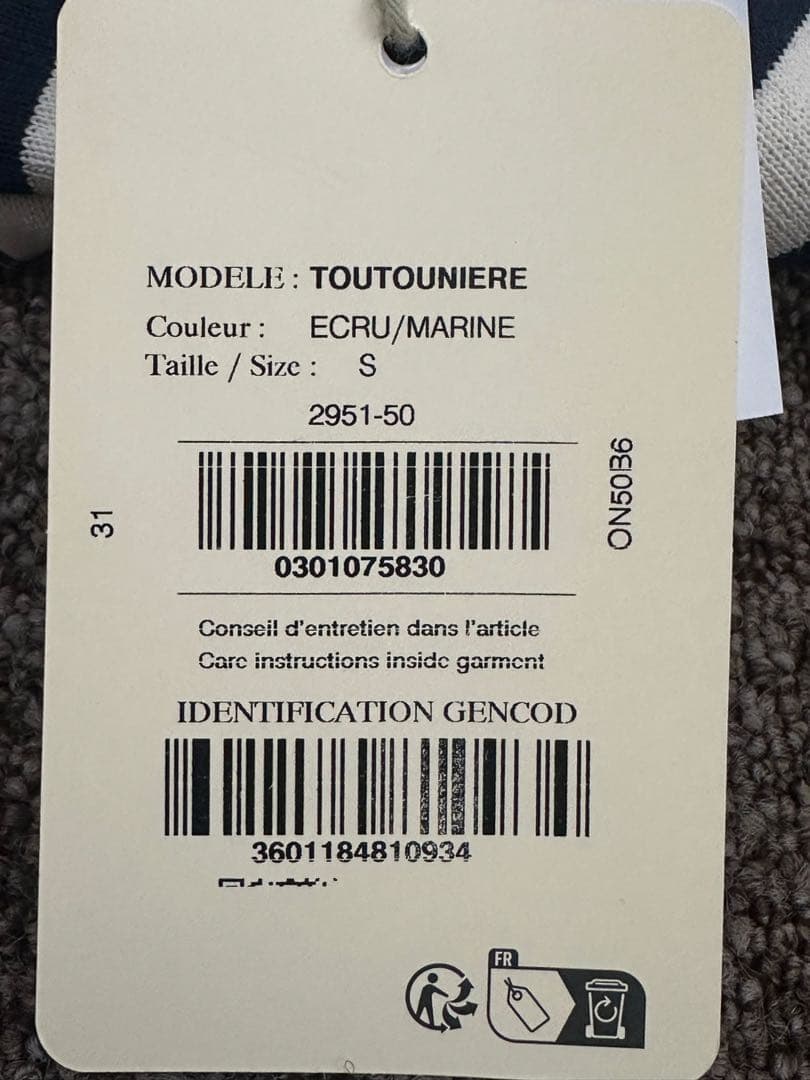 MODELE : TOUTOUNIERE
Couleur : ECRU/MARINE
Taille / Size : S
2951-50
31
ON50B6
0301075830
Conseil d'entretien dans l'article
Care instructions inside garment
IDENTIFICATION GENCOD
3601184810934
FR